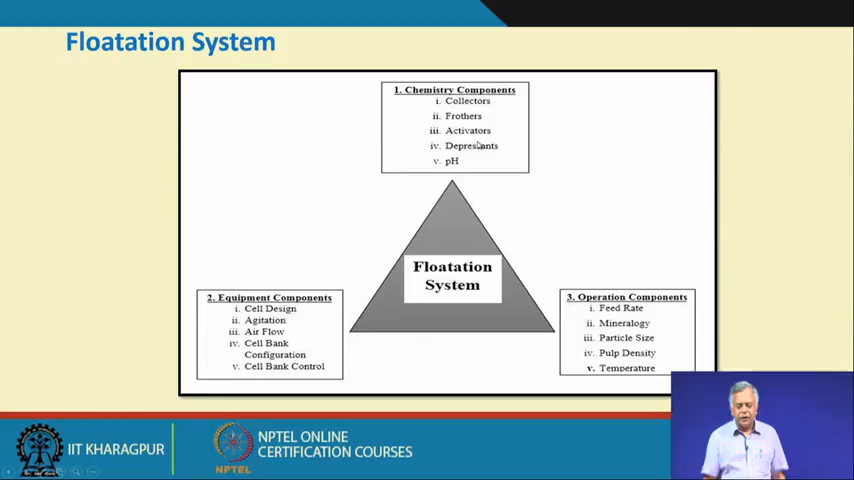 Floatation System
1. Chemistry Components
i. Collectors
ii. Frothers
iii. Activators
iv. Depressants
v. pH
Floatation
System
2. Equipment Components
i. Cell Design
ii. Agitation
iii. Air Flow
iv. Cell Bank
Configuration
v. Cell Bank Control
3. Operation Components
i. Feed Rate
ii. Mineralogy
iii. Particle Size
iv. Pulp Density
v. Temperature
IIT KHARAGPUR
NPTEL
NPTEL ONLINE
CERTIFICATION COURSES